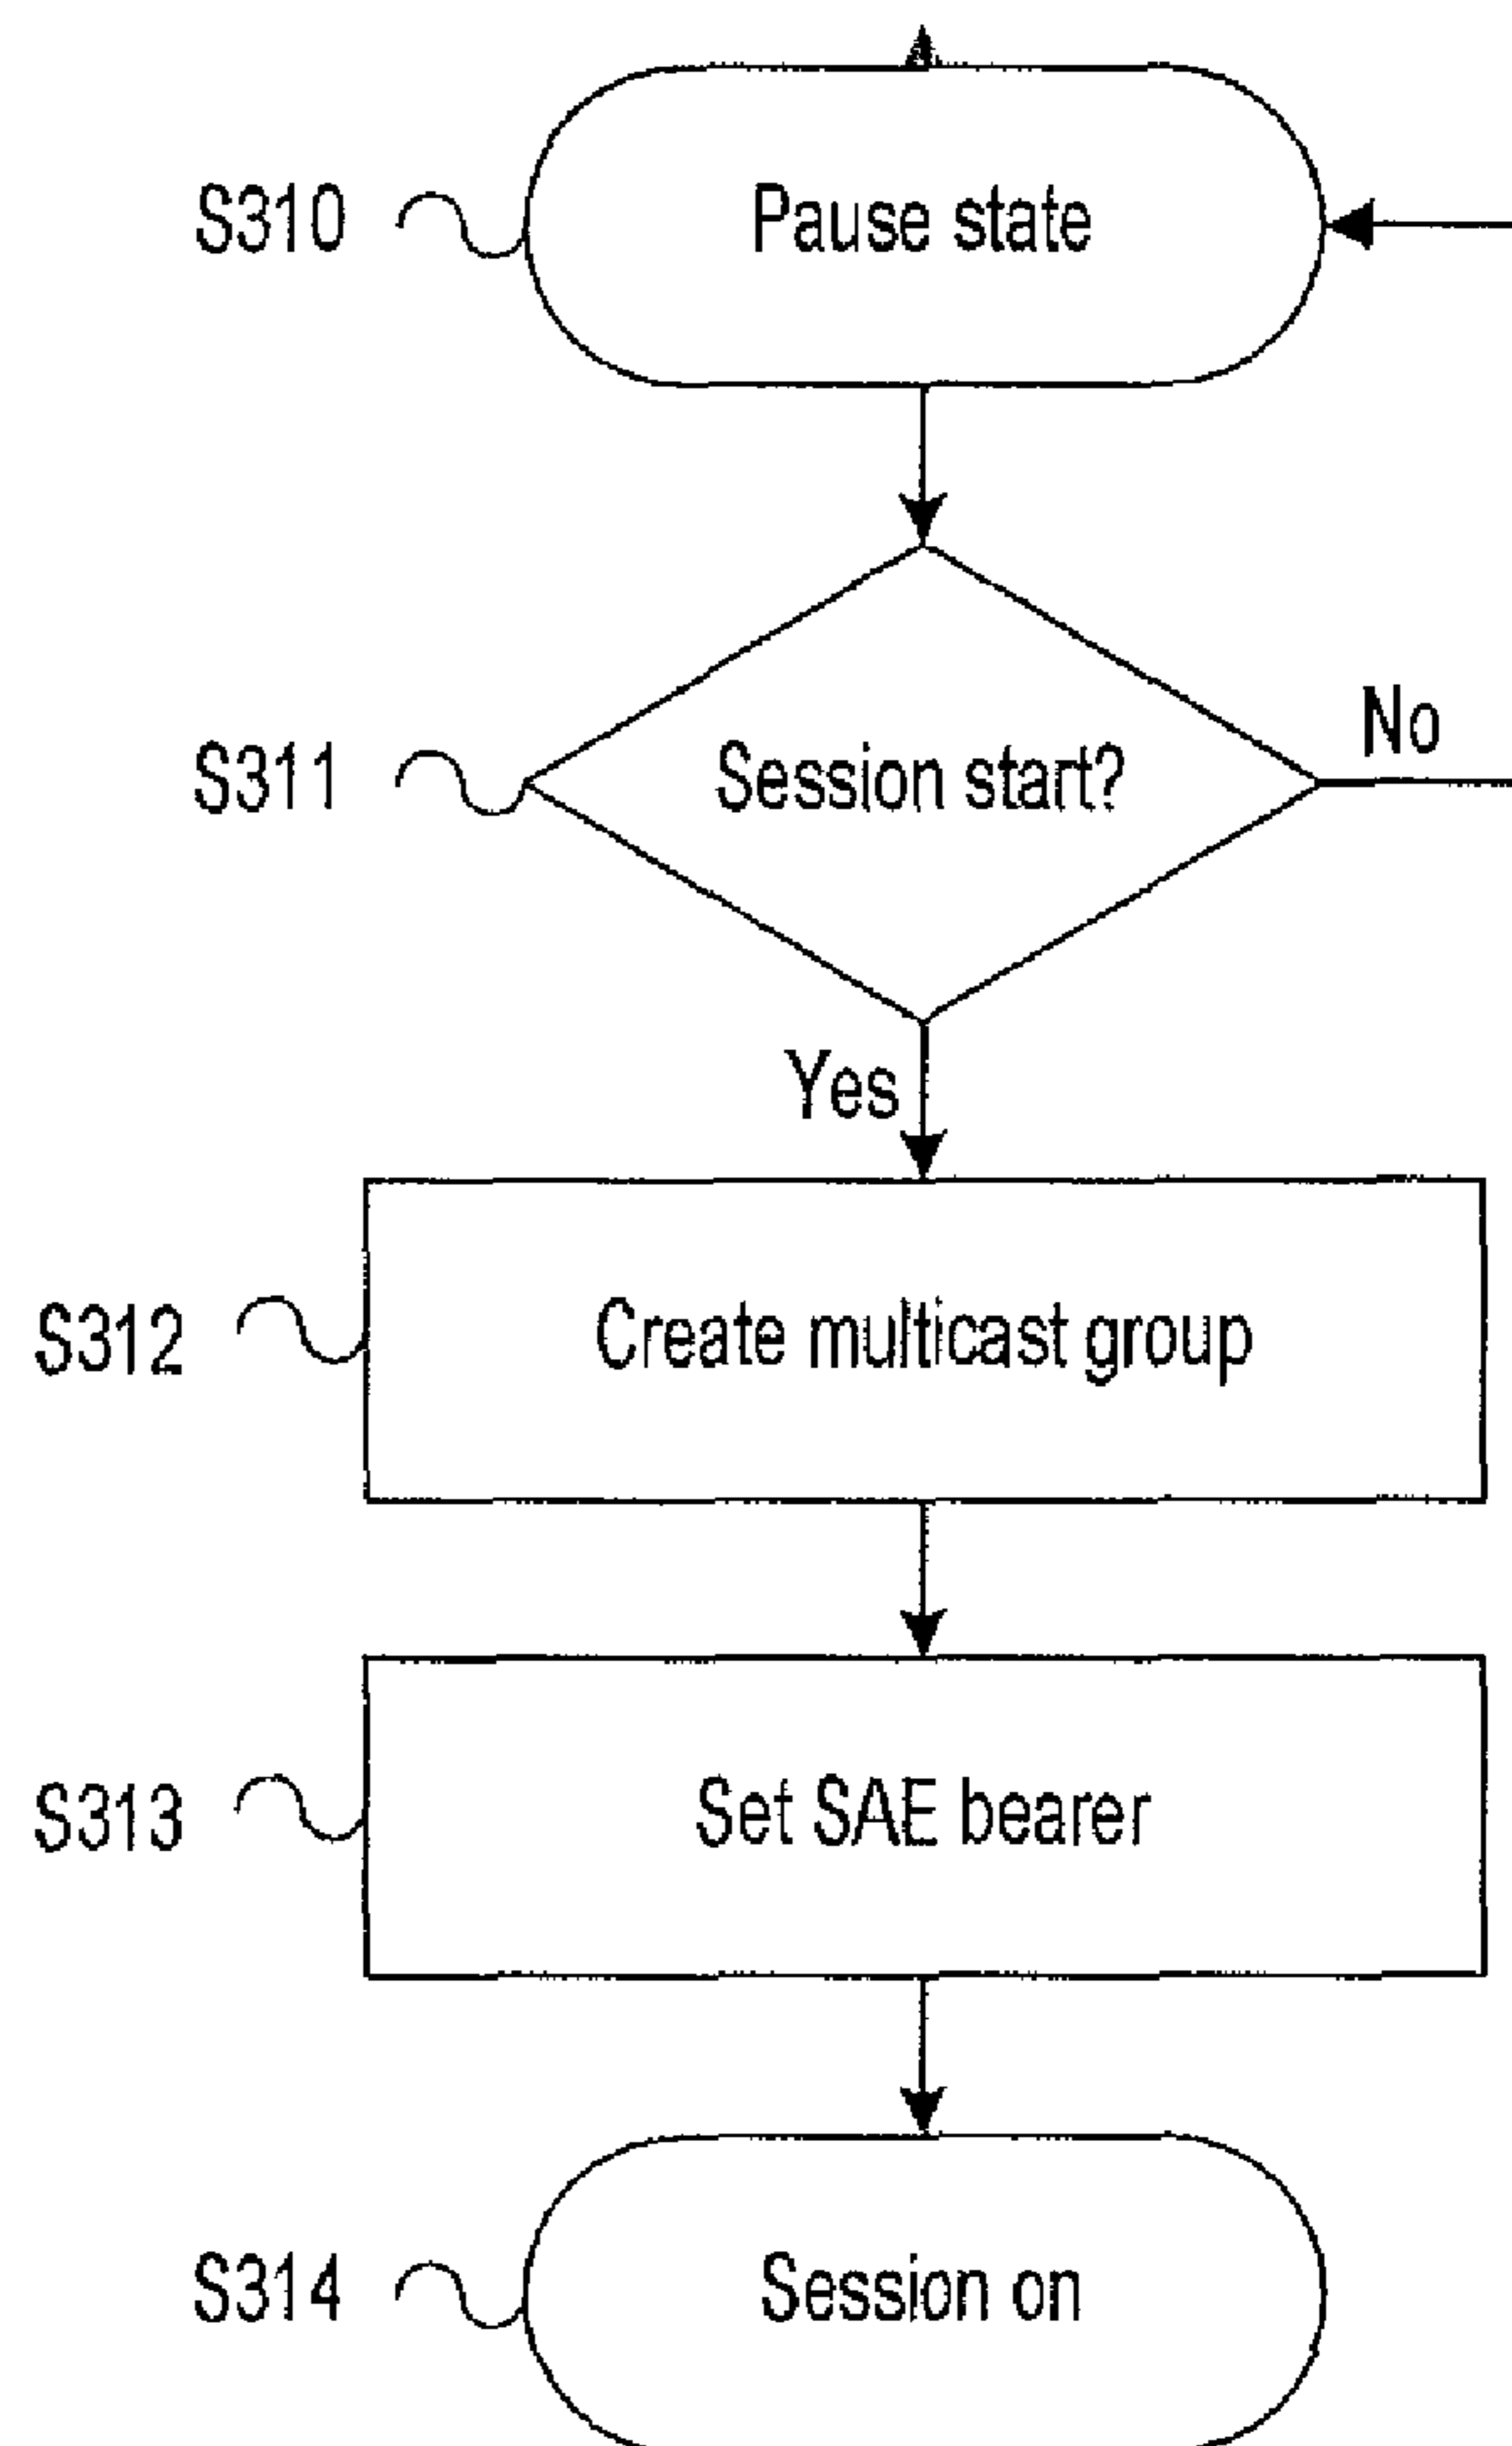 S310
Pause state
S311
Session start?
No
Yes
S312
Create multicast group
S313
Set SAE bearer
S314
Session on